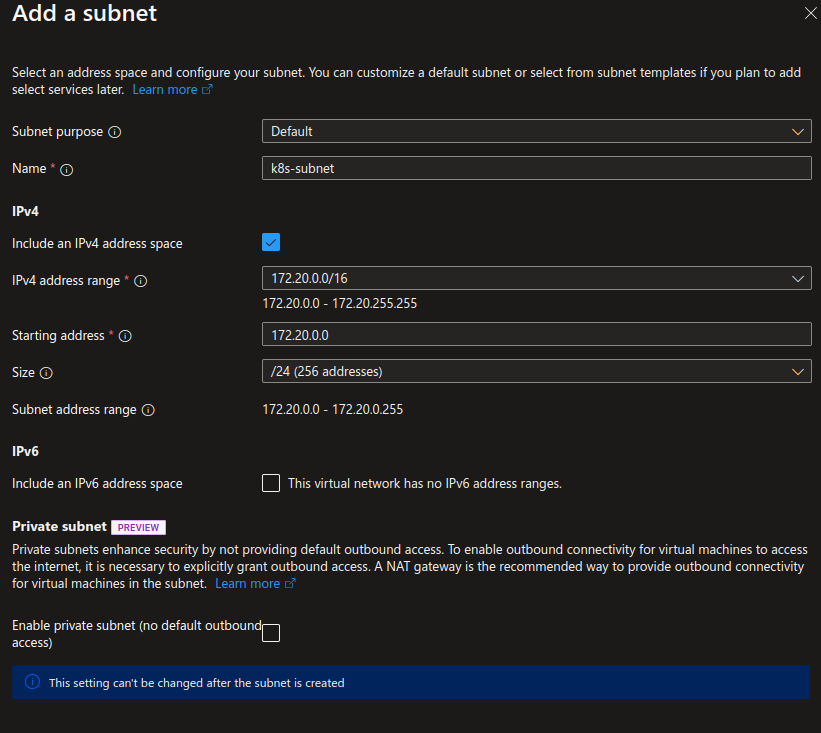 Add a subnet
Select an address space and configure your subnet. You can customize a default subnet or select from subnet templates if you plan to add
select services later. Learn more
Subnet purpose
Default
Name *
k8s-subnet
IPv4
Include an IPv4 address space
IPv4 address range *
172.20.0.0/16
172.20.0.0 - 172.20.255.255
Starting address *
172.20.0.0
Size
/24 (256 addresses)
Subnet address range
172.20.0.0 - 172.20.0.255
IPv6
Include an IPv6 address space
This virtual network has no IPv6 address ranges.
Private subnet PREVIEW
Private subnets enhance security by not providing default outbound access. To enable outbound connectivity for virtual machines to access
the internet, it is necessary to explicitly grant outbound access. A NAT gateway is the recommended way to provide outbound connectivity
for virtual machines in the subnet. Learn more
Enable private subnet (no default outbound
access)
This setting can't be changed after the subnet is created